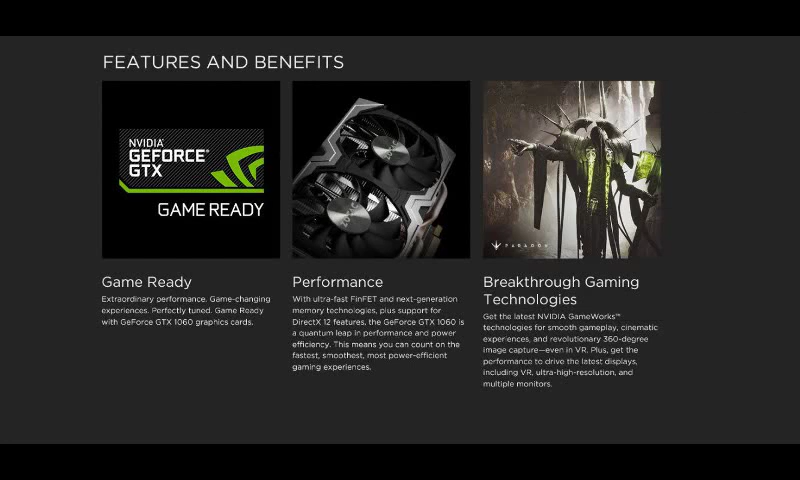 FEATURES AND BENEFITS
NVIDIA
GEFORCE®
GTX
GAME READY
PARAGON
Game Ready
Extraordinary performance. Game-changing
experiences. Perfectly tuned. Game Ready
with GeForce GTX 1060 graphics cards.
Performance
With ultra-fast FinFET and next-generation
memory technologies, plus support for
DirectX 12 features, the GeForce GTX 1060 is
a quantum leap in performance and power
efficiency. This means you can count on the
fastest, smoothest, most power-efficient
gaming experiences.
Breakthrough Gaming
Technologies
Get the latest NVIDIA GameWorks™
technologies for smooth gameplay, cinematic
experiences, and revolutionary 360-degree
image capture—even in VR. Plus, get the
performance to drive the latest displays,
including VR, ultra-high-resolution, and
multiple monitors.